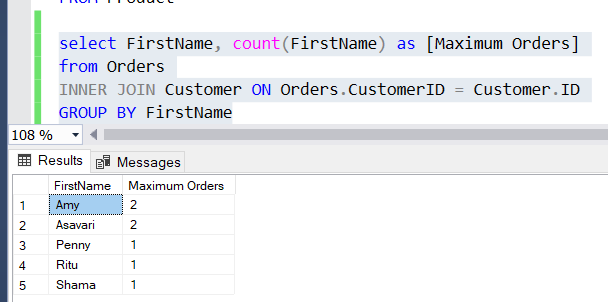 FROM Product
select FirstName, count(FirstName) as [Maximum Orders]
from Orders
INNER JOIN Customer ON Orders.CustomerID = Customer.ID
GROUP BY FirstName
108 %
Results Messages
FirstName Maximum Orders
1 Amy 2
2 Asavari 2
3 Penny 1
4 Ritu 1
5 Shama 1